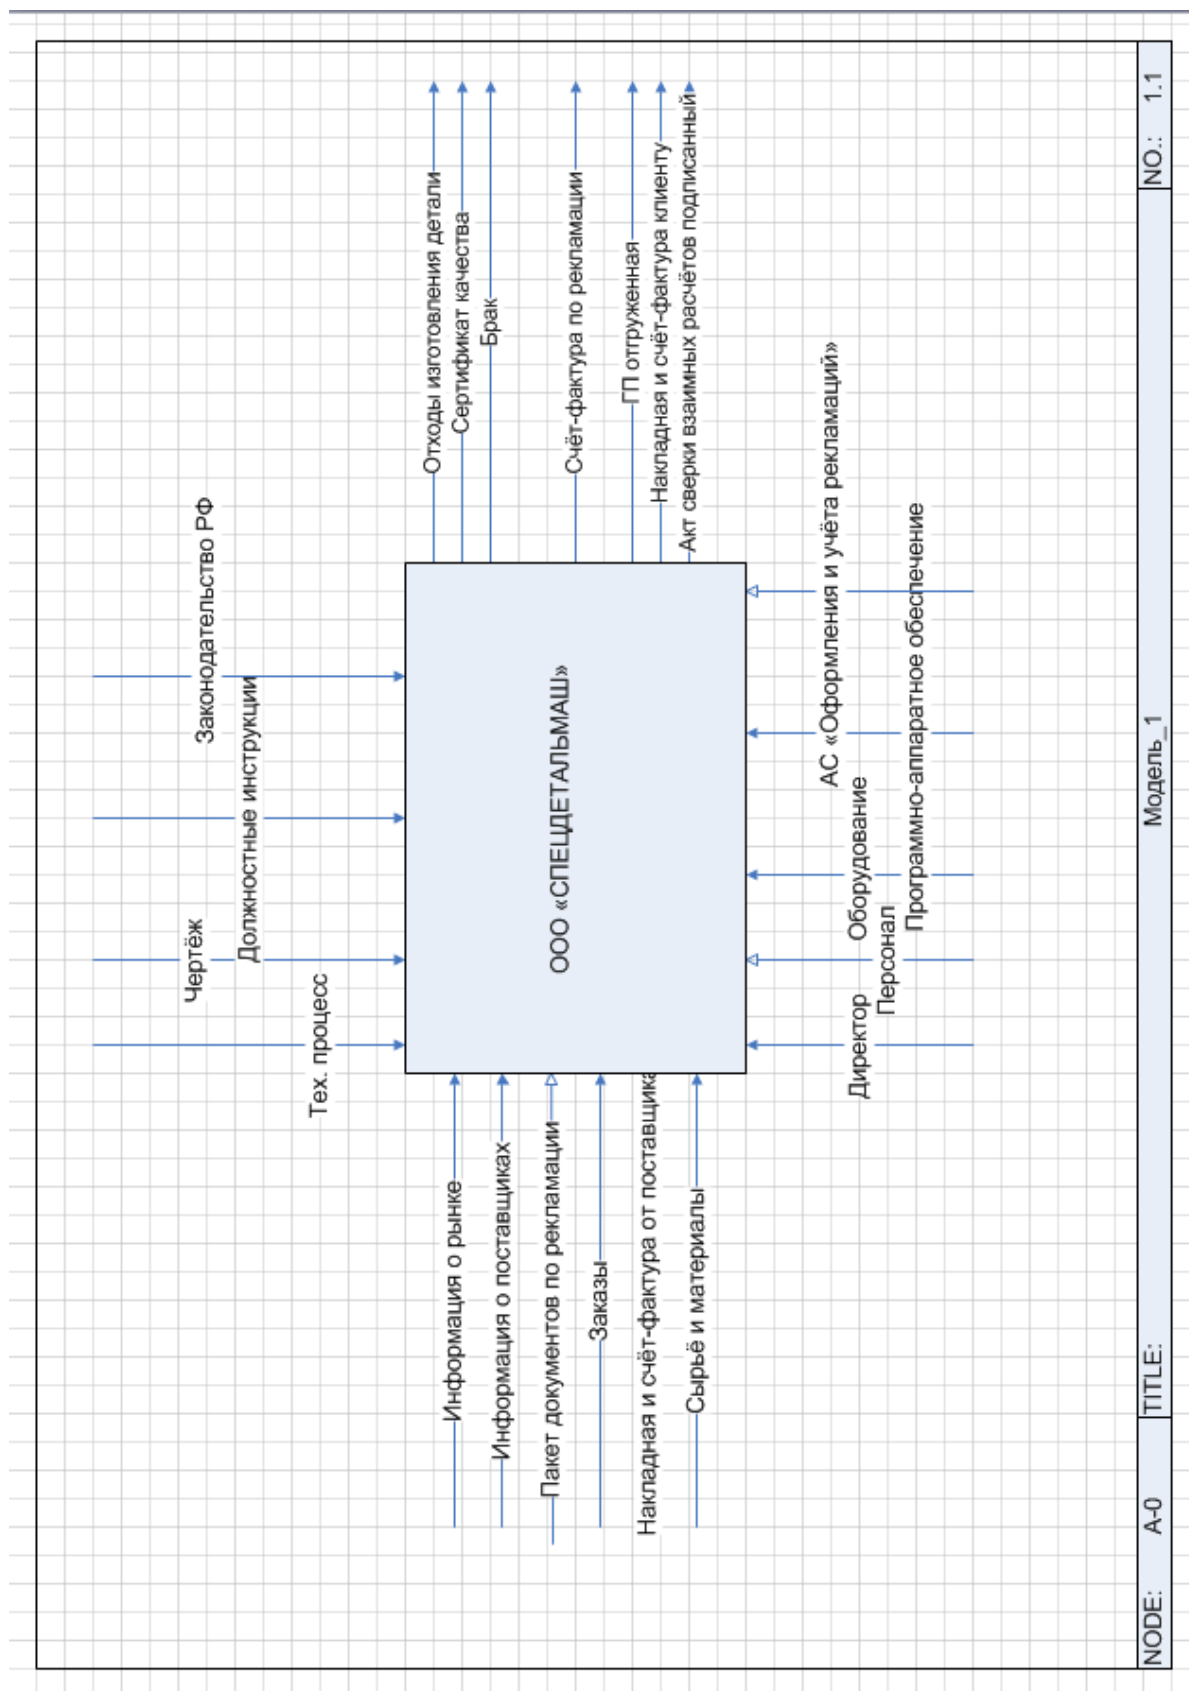 Законодательство РФ
Чертёж
Должностные инструкции
Тех. процесс
Информация о рынке
Информация о поставщиках
Пакет документов по рекламации
Заказы
Накладная и счёт-фактура от поставщика
Сырьё и материалы
ООО «СПЕЦДЕТАЛЬМАШ»
Отходы изготовления детали
Сертификат качества
Брак
Счёт-фактура по рекламации
ГП отгруженная
Накладная и счёт-фактура клиенту
Акт сверки взаимных расчётов подписанный
АС «Оформления и учёта рекламаций»
Директор
Оборудование
Персонал
Программно-аппаратное обеспечение
NODE: A-0 TITLE: Модель_1 NO.: 1.1